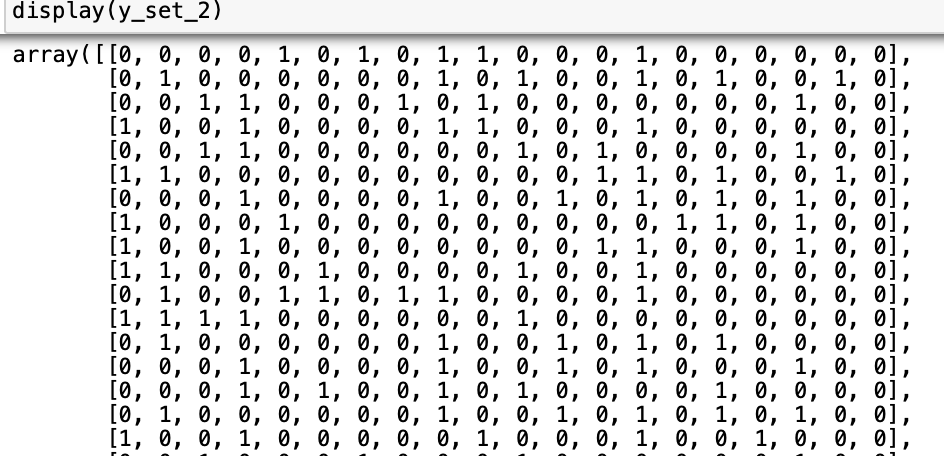 display(y_set_2)
array([[0, 0, 0, 0, 1, 0, 1, 0, 1, 1, 0, 0, 0, 1, 0, 0, 0, 0, 0, 0],
[0, 1, 0, 0, 0, 0, 0, 0, 1, 0, 1, 0, 0, 1, 0, 1, 0, 0, 1, 0],
[0, 0, 1, 1, 0, 0, 0, 1, 0, 1, 0, 0, 0, 0, 0, 0, 0, 1, 0, 0],
[1, 0, 0, 1, 0, 0, 0, 0, 1, 1, 0, 0, 0, 1, 0, 0, 0, 0, 0, 0],
[0, 0, 1, 1, 0, 0, 0, 0, 0, 0, 1, 0, 1, 0, 0, 0, 0, 1, 0, 0],
[1, 1, 0, 0, 0, 0, 0, 0, 0, 0, 0, 0, 1, 1, 0, 1, 0, 0, 1, 0],
[0, 0, 0, 1, 0, 0, 0, 0, 1, 0, 0, 1, 0, 1, 0, 1, 0, 1, 0, 0],
[1, 0, 0, 0, 1, 0, 0, 0, 0, 0, 0, 0, 0, 0, 1, 1, 0, 1, 0, 0],
[1, 0, 0, 1, 0, 0, 0, 0, 0, 0, 0, 0, 1, 1, 0, 0, 0, 1, 0, 0],
[1, 1, 0, 0, 0, 1, 0, 0, 0, 0, 1, 0, 0, 1, 0, 0, 0, 0, 0, 0],
[0, 1, 0, 0, 1, 1, 0, 1, 1, 0, 0, 0, 0, 1, 0, 0, 0, 0, 0, 0],
[1, 1, 1, 1, 0, 0, 0, 0, 0, 0, 1, 0, 0, 0, 0, 0, 0, 0, 0, 0],
[0, 1, 0, 0, 0, 0, 0, 0, 1, 0, 0, 1, 0, 1, 0, 1, 0, 0, 0, 0],
[0, 0, 0, 1, 0, 0, 0, 0, 1, 0, 0, 1, 0, 1, 0, 0, 0, 1, 0, 0],
[0, 0, 0, 1, 0, 1, 0, 0, 1, 0, 1, 0, 0, 0, 0, 1, 0, 0, 0, 0],
[0, 1, 0, 0, 0, 0, 0, 0, 1, 0, 0, 1, 0, 1, 0, 1, 0, 1, 0, 0],
[1, 0, 0, 1, 0, 0, 0, 0, 0, 1, 0, 0, 0, 1, 0, 0, 1, 0, 0, 0],